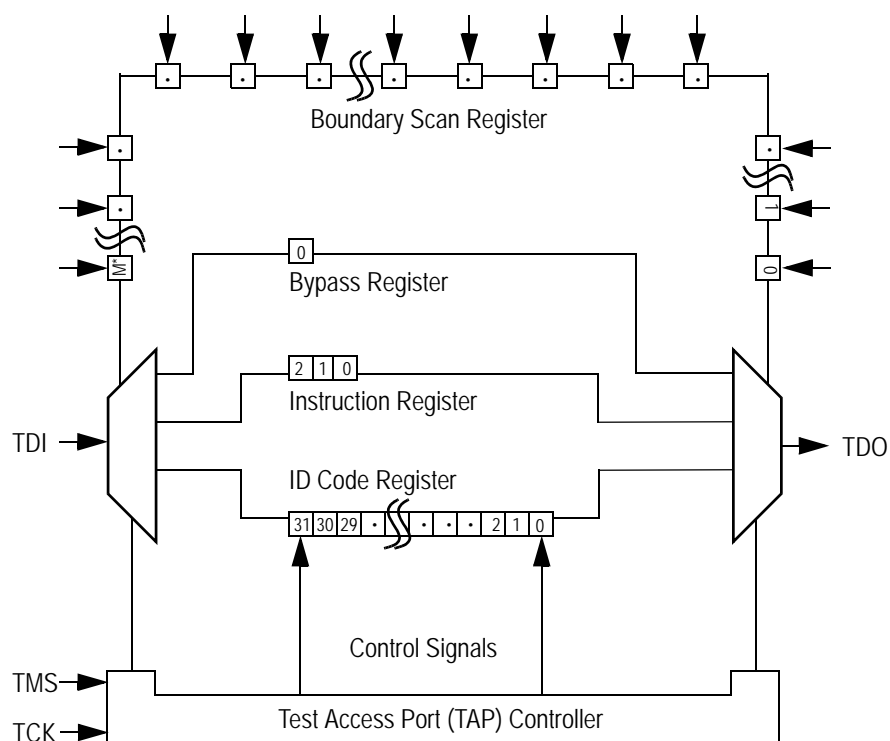 . . . . . . . .
Boundary Scan Register
. .
. 1
M* 0
0
Bypass Register
2 1 0
Instruction Register
TDI TDO
ID Code Register
31 30 29 . . . . 2 1 0
Control Signals
TMS
Test Access Port (TAP) Controller
TCK